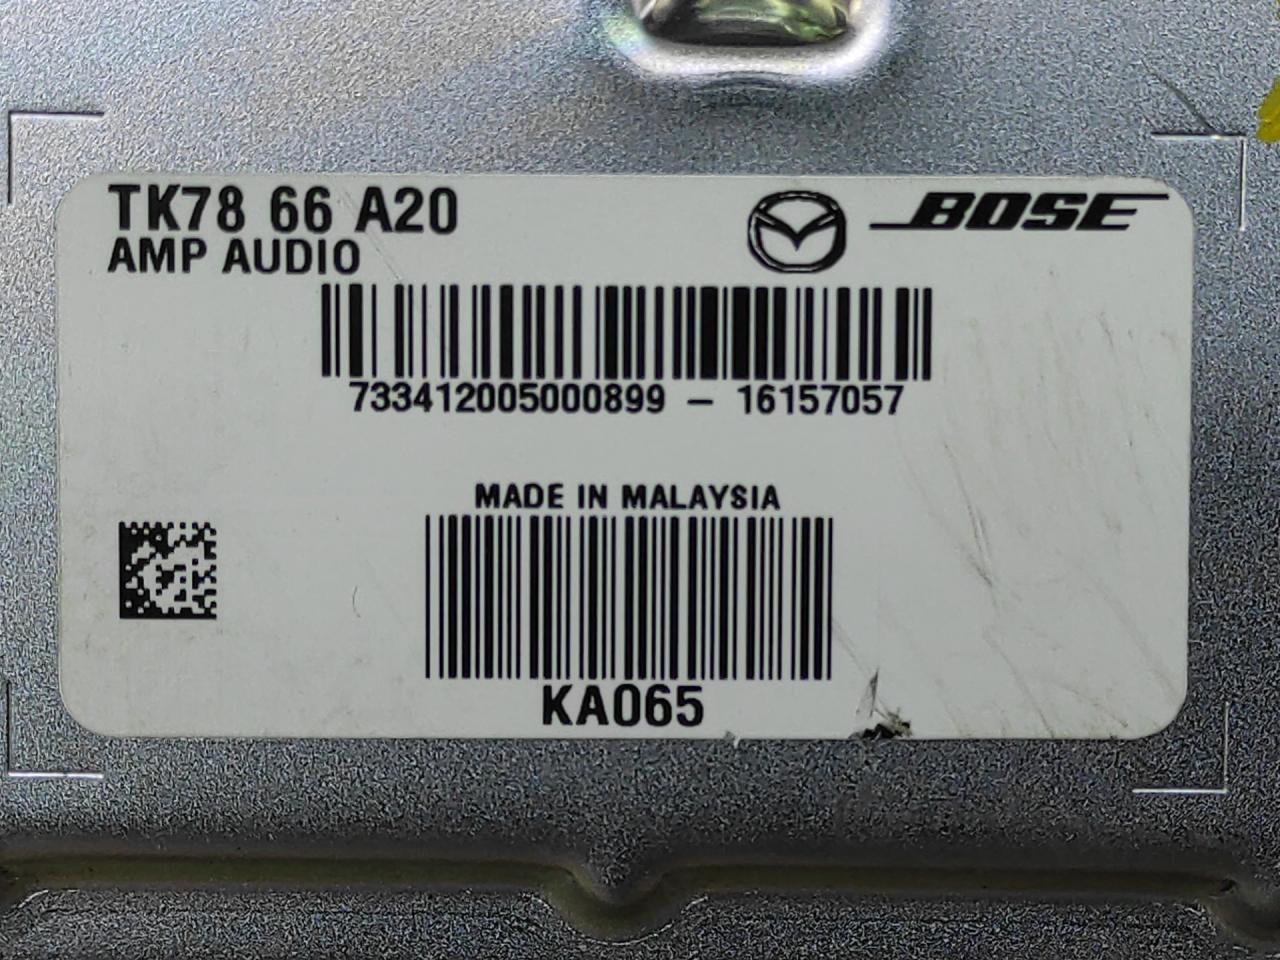 TK78 66 A20
BOSE
AMP AUDIO
733412005000899 - 16157057
MADE IN MALAYSIA
KA065